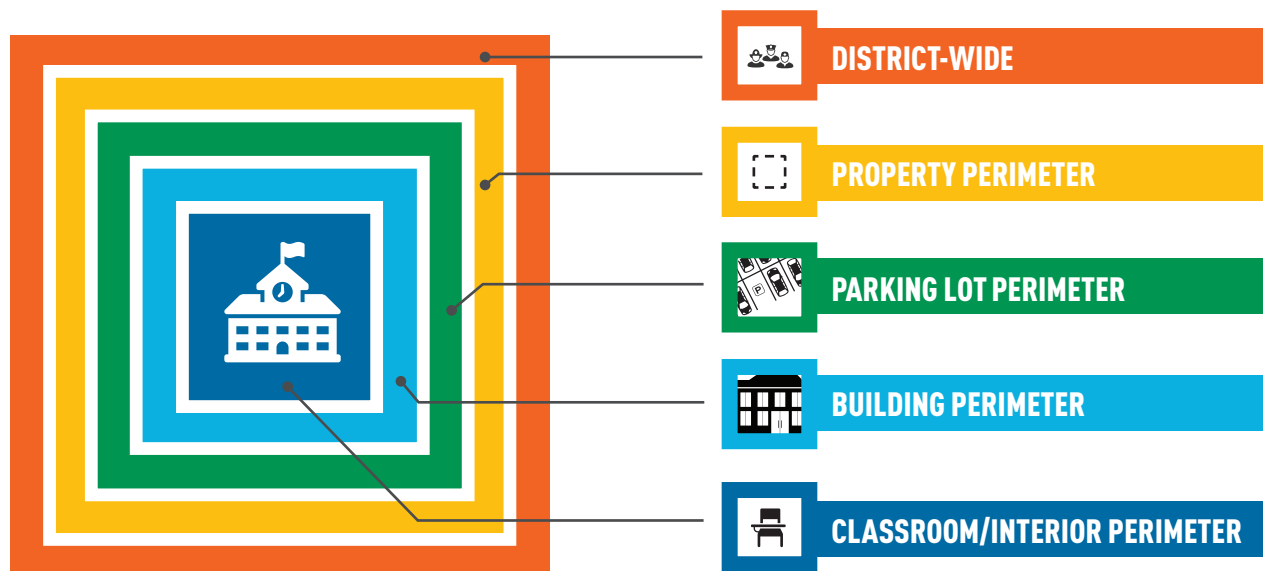 DISTRICT-WIDE
PROPERTY PERIMETER
P
PARKING LOT PERIMETER
BUILDING PERIMETER
CLASSROOM/INTERIOR PERIMETER